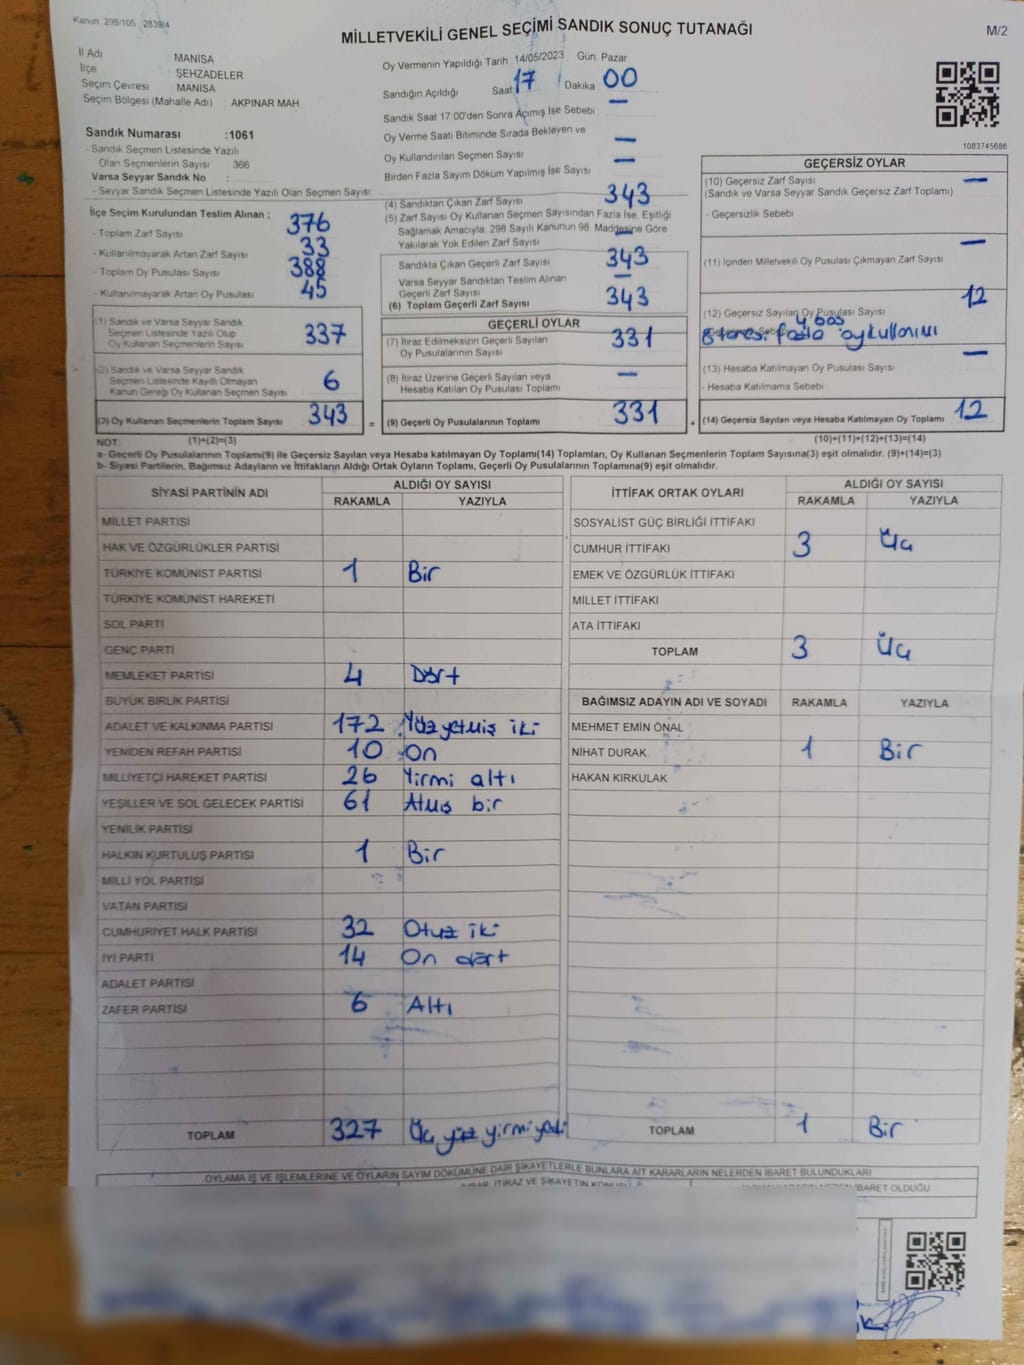 Kanun: 298/105 , 2839/4
MİLLETVEKİLİ GENEL SEÇİMİ SANDIK SONUÇ TUTANAĞI
M/2
İl Adı : MANİSA
İlçe : ŞEHZADELER
Seçim Çevresi : MANİSA
Seçim Bölgesi (Mahalle Adı) : AKPINAR MAH
Sandık Numarası :1061
- Sandık Seçmen Listesinde Yazılı
Olan Seçmenlerin Sayısı : 366
Varsa Seyyar Sandık No :
- Seyyar Sandık Seçmen Listesinde Yazılı Olan Seçmen Sayısı:
İlçe Seçim Kurulundan Teslim Alınan :
- Toplam Zarf Sayısı 376
- Kullanılmayarak Artan Zarf Sayısı 33
- Toplam Oy Pusulası Sayısı 388
- Kullanılmayarak Artan Oy Pusulası 45
(1) Sandık ve Varsa Seyyar Sandık
Seçmen Listesinde Yazılı Olup
Oy Kullanan Seçmenlerin Sayısı 337
(2) Sandık ve Varsa Seyyar Sandık
Seçmen Listesinde Kayıtlı Olmayan
Kanun Gereği Oy Kullanan Seçmen Sayısı 6
(3) Oy Kullanan Seçmenlerin Toplam Sayısı 343
Oy Vermenin Yapıldığı Tarih : 14/05/2023 Gün: Pazar
Sandığın Açıldığı Saat 17 Dakika 00
Sandık Saat 17:00'den Sonra Açımış İse Sebebi —
Oy Verme Saati Bitiminde Sırada Bekleyen ve
Oy Kullandırılan Seçmen Sayısı —
Birden Fazla Sayım Döküm Yapılmış İse Sayısı —
(4) Sandıktan Çıkan Zarf Sayısı 343
(5) Zarf Sayısı Oy Kullanan Seçmen Sayısından Fazla İse, Eşitliği
Sağlamak Amacıyla; 298 Sayılı Kanunun 98. Maddesine Göre
Yakılarak Yok Edilen Zarf Sayısı —
Sandıkta Çıkan Geçerli Zarf Sayısı 343
Varsa Seyyar Sandıktan Teslim Alınan
Geçerli Zarf Sayısı —
(6) Toplam Geçerli Zarf Sayısı 343
GEÇERLİ OYLAR
(7) İtiraz Edilmeksizin Geçerli Sayılan
Oy Pusulalarının Sayısı 331
(8) İtiraz Üzerine Geçerli Sayılan veya
Hesaba Katılan Oy Pusulası Toplamı —
= (9) Geçerli Oy Pusulalarının Toplamı 331
1083745686
GEÇERSİZ OYLAR
(10) Geçersiz Zarf Sayısı —
(Sandık ve Varsa Seyyar Sandık Geçersiz Zarf Toplamı)
- Geçersizlik Sebebi
(11) İçinden Milletvekili Oy Pusulası Çıkmayan Zarf Sayısı —
(12) Geçersiz Sayılan Oy Pusulası Sayısı 12
4 boş
8 tanesi fazla oy kullanımı
(13) Hesaba Katılmayan Oy Pusulası Sayısı —
- Hesaba Katılmama Sebebi
+ (14) Geçersiz Sayılan veya Hesaba Katılmayan Oy Toplamı 12
NOT: (1)+(2)=(3)
(10)+(11)+(12)+(13)=(14)
a- Geçerli Oy Pusulalarının Toplamı(9) ile Geçersiz Sayılan veya Hesaba katılmayan Oy Toplamı(14) Toplamları, Oy Kullanan Seçmenlerin Toplam Sayısına(3) eşit olmalıdır. (9)+(14)=(3)
b- Siyasi Partilerin, Bağımsız Adayların ve İttifakların Aldığı Ortak Oyların Toplamı, Geçerli Oy Pusulalarının Toplamına(9) eşit olmalıdır.
SİYASİ PARTİNİN ADI
ALDIĞI OY SAYISI
RAKAMLA YAZIYLA
MİLLET PARTİSİ
HAK VE ÖZGÜRLÜKLER PARTİSİ
TÜRKİYE KOMÜNİST PARTİSİ 1 Bir
TÜRKİYE KOMÜNİST HAREKETİ
SOL PARTİ
GENÇ PARTİ
MEMLEKET PARTİSİ 4 Dört
BÜYÜK BİRLİK PARTİSİ
ADALET VE KALKINMA PARTİSİ 172 Yüz yetmiş iki
YENİDEN REFAH PARTİSİ 10 On
MİLLİYETÇİ HAREKET PARTİSİ 26 Yirmi altı
YEŞİLLER VE SOL GELECEK PARTİSİ 61 Atmış bir
YENİLİK PARTİSİ
HALKIN KURTULUŞ PARTİSİ 1 Bir
MİLLİ YOL PARTİSİ
VATAN PARTİSİ
CUMHURİYET HALK PARTİSİ 32 Otuz iki
İYİ PARTİ 14 On dört
ADALET PARTİSİ
ZAFER PARTİSİ 6 Altı
TOPLAM 327 Üç yüz yirmi yedi
İTTİFAK ORTAK OYLARI
ALDIĞI OY SAYISI
RAKAMLA YAZIYLA
SOSYALİST GÜÇ BİRLİĞİ İTTİFAKI
CUMHUR İTTİFAKI 3 Üç
EMEK VE ÖZGÜRLÜK İTTİFAKI
MİLLET İTTİFAKI
ATA İTTİFAKI
TOPLAM 3 Üç
BAĞIMSIZ ADAYIN ADI VE SOYADI RAKAMLA YAZIYLA
MEHMET EMİN ÖNAL
NİHAT DURAK 1 Bir
HAKAN KIRKULAK
TOPLAM 1 Bir
OYLAMA İŞ VE İŞLEMLERİNE VE OYLARIN SAYIM DÖKÜMÜNE DAİR ŞİKAYETLERLE BUNLARA AİT KARARLARIN NELERDEN İBARET BULUNDUKLARI
İTİRAZ VE ŞİKAYETİN
İBARET OLDUĞU